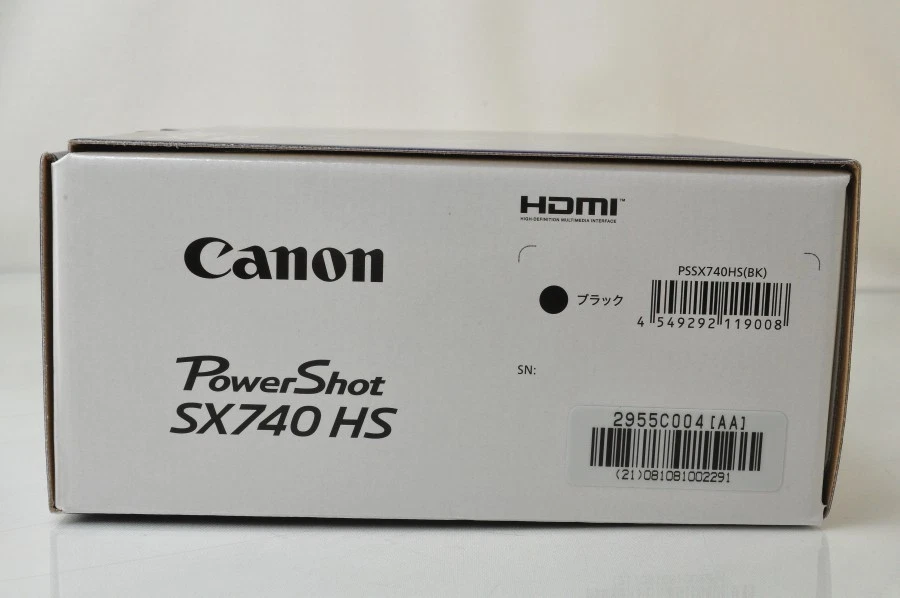 Canon
PowerShot
SX740 HS
HDMI™
HIGH-DEFINITION MULTIMEDIA INTERFACE
ブラック
PSSX740HS(BK)
4 549292 119008
SN:
2955C004[AA]
(21)081081002291